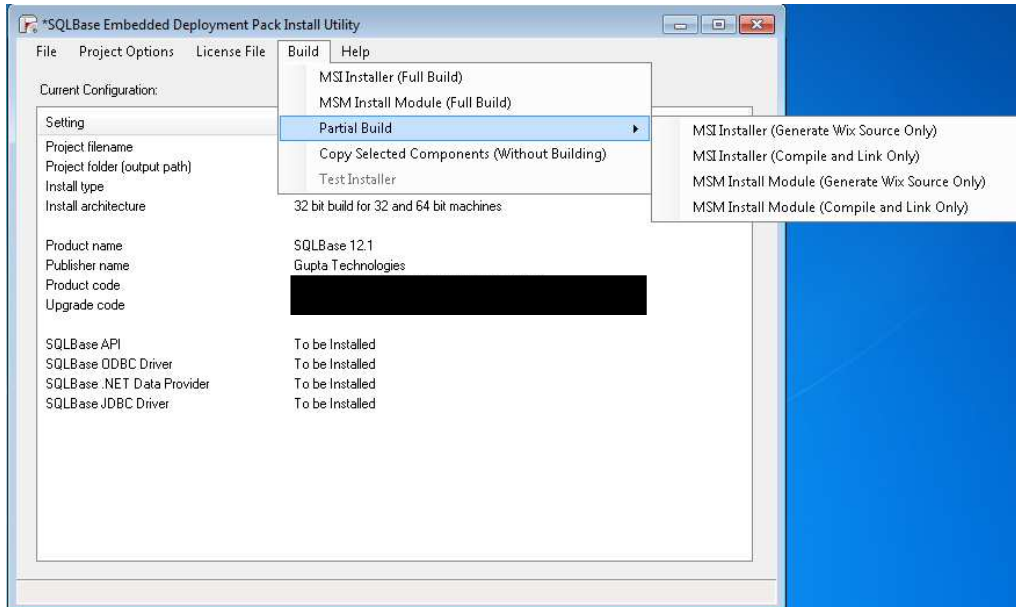 *SQLBase Embedded Deployment Pack Install Utility
File Project Options License File Build Help
MSI Installer (Full Build)
MSM Install Module (Full Build)
Partial Build
Copy Selected Components (Without Building)
Test Installer
MSI Installer (Generate Wix Source Only)
MSI Installer (Compile and Link Only)
MSM Install Module (Generate Wix Source Only)
MSM Install Module (Compile and Link Only)
Current Configuration:
Setting
Project filename
Project folder (output path)
Install type
Install architecture 32 bit build for 32 and 64 bit machines
Product name SQLBase 12.1
Publisher name Gupta Technologies
Product code
Upgrade code
SQLBase API To be Installed
SQLBase ODBC Driver To be Installed
SQLBase .NET Data Provider To be Installed
SQLBase JDBC Driver To be Installed